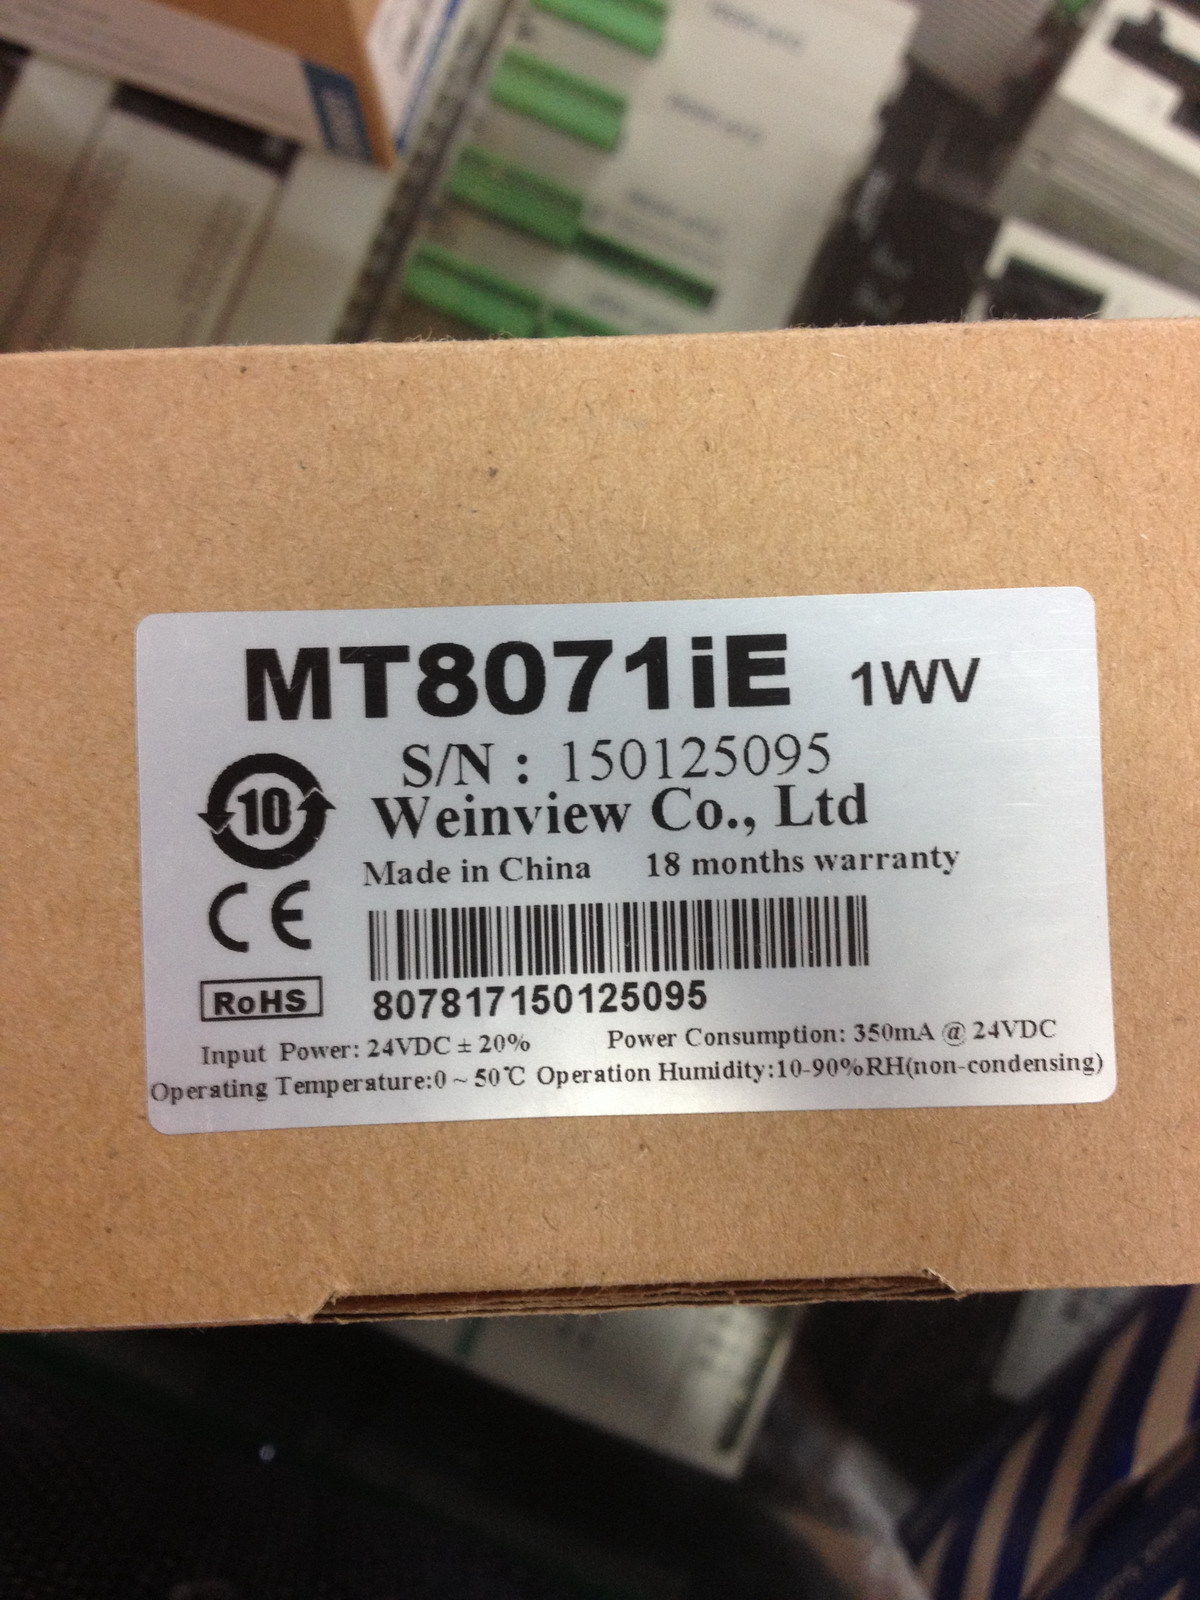 MT8071iE 1WV
S/N : 150125095
10
Weinview Co., Ltd
Made in China 18 months warranty
CE
RoHS
807817150125095
Input Power: 24VDC ± 20% Power Consumption: 350mA @ 24VDC
Operating Temperature:0 ~ 50℃ Operation Humidity:10-90%RH(non-condensing)